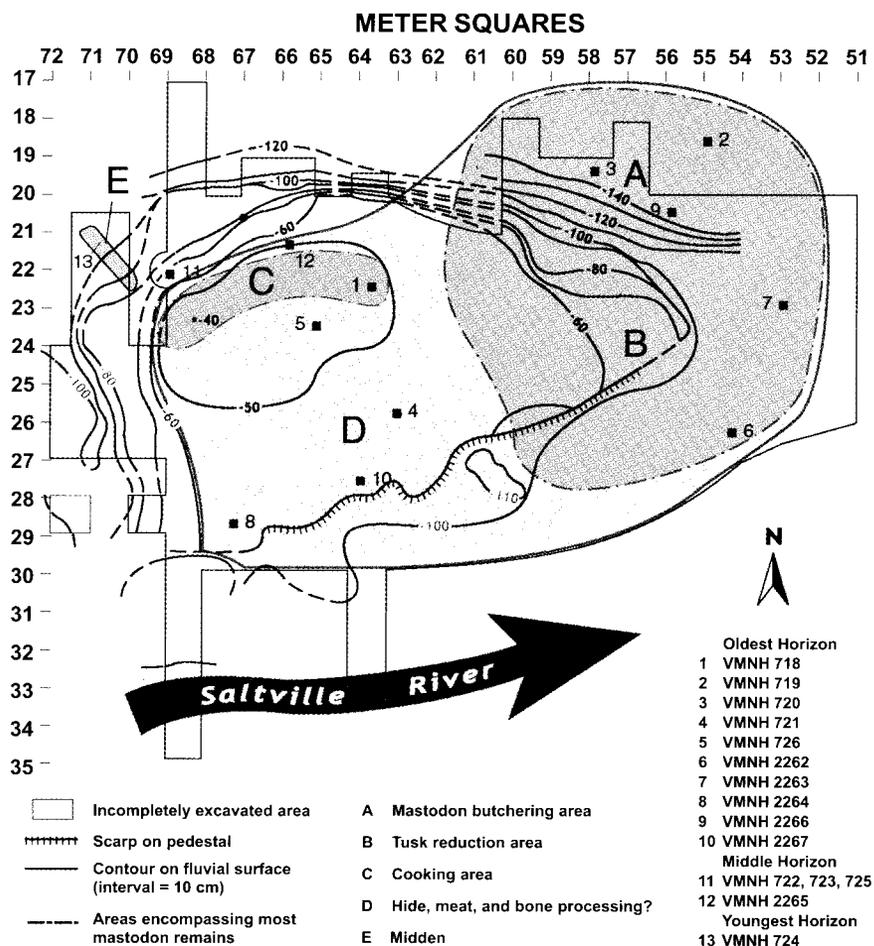 METER SQUARES
72 71 70 68 67 65 64 63 61 60 58 57 55 54 52 51
17
18
19
20
21
22
23
24
25
26
27
28
29
30
31
32
33
34
35
-120
-100
-60
E
13
11
12
C
1
-40
5
-50
A
2
3
-140
9
-120
-100
-80
-60
B
7
6
-100
80
-60
D
4
10
8
110
-100
N
Saltville River
Incompletely excavated area
Scarp on pedestal
Contour on fluvial surface
(interval = 10 cm)
Areas encompassing most
mastodon remains
A Mastodon butchering area
B Tusk reduction area
C Cooking area
D Hide, meat, and bone processing?
E Midden
Oldest Horizon
1 VMNH 718
2 VMNH 719
3 VMNH 720
4 VMNH 721
5 VMNH 726
6 VMNH 2262
7 VMNH 2263
8 VMNH 2264
9 VMNH 2266
10 VMNH 2267
Middle Horizon
11 VMNH 722, 723, 725
12 VMNH 2265
Youngest Horizon
13 VMNH 724